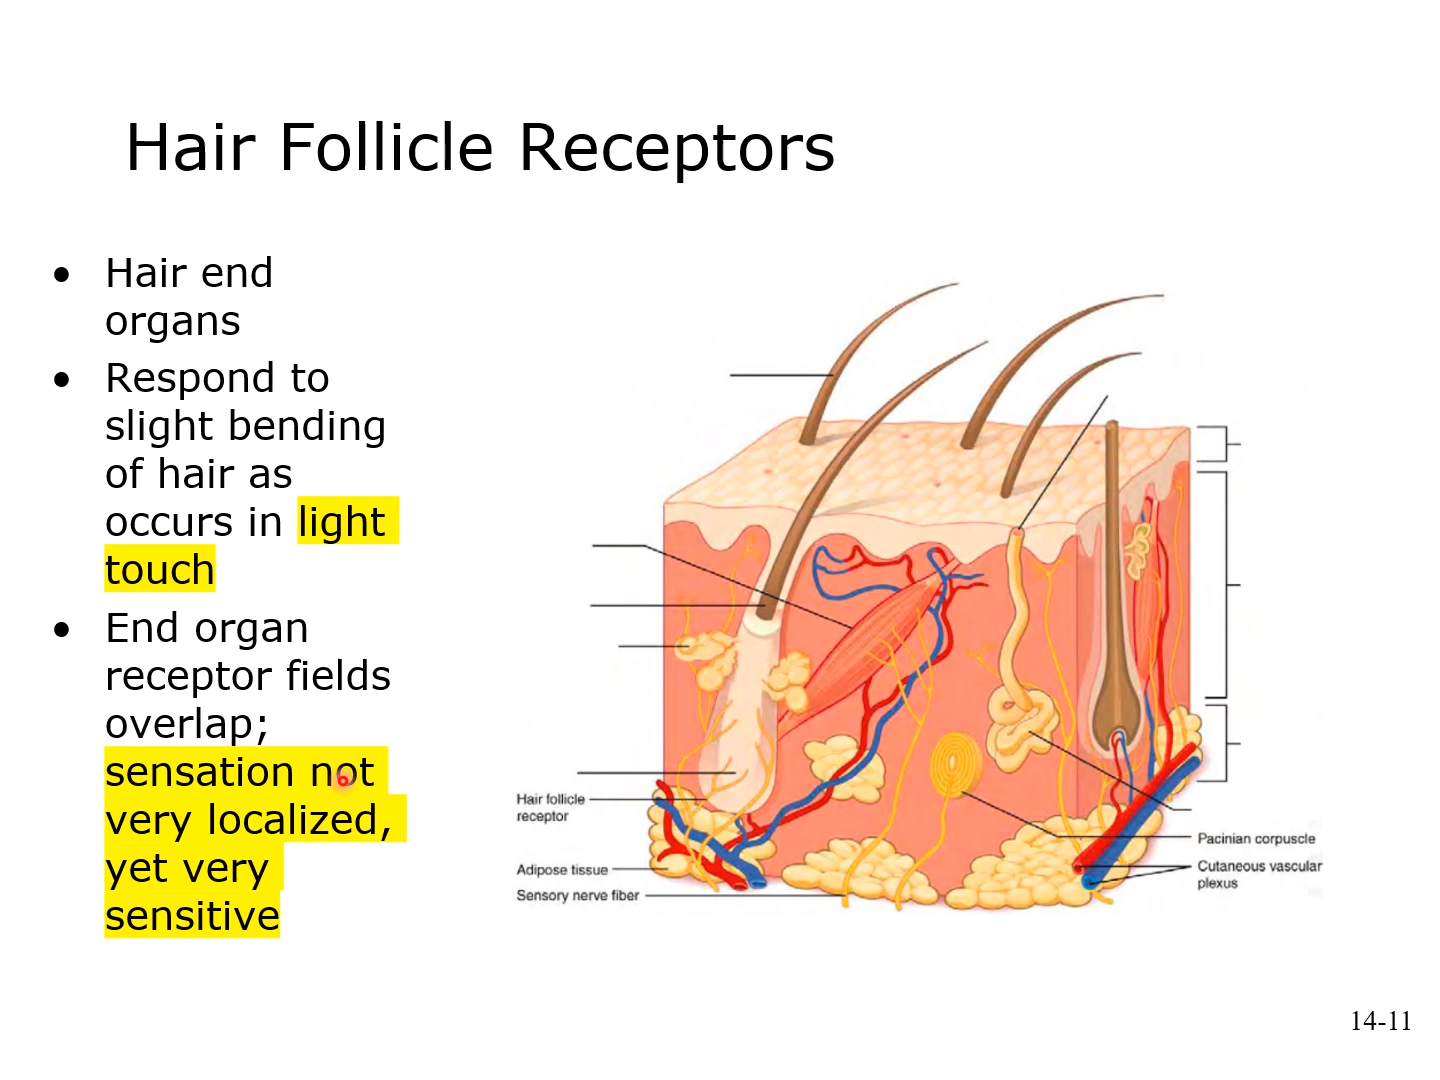 Hair Follicle Receptors
• Hair end
organs
• Respond to
slight bending
of hair as
occurs in light
touch
• End organ
receptor fields
overlap;
sensation not
very localized,
yet very
sensitive
Hair follicle
receptor
Adipose tissue
Sensory nerve fiber
Pacinian corpuscle
Cutaneous vascular
plexus
14-11